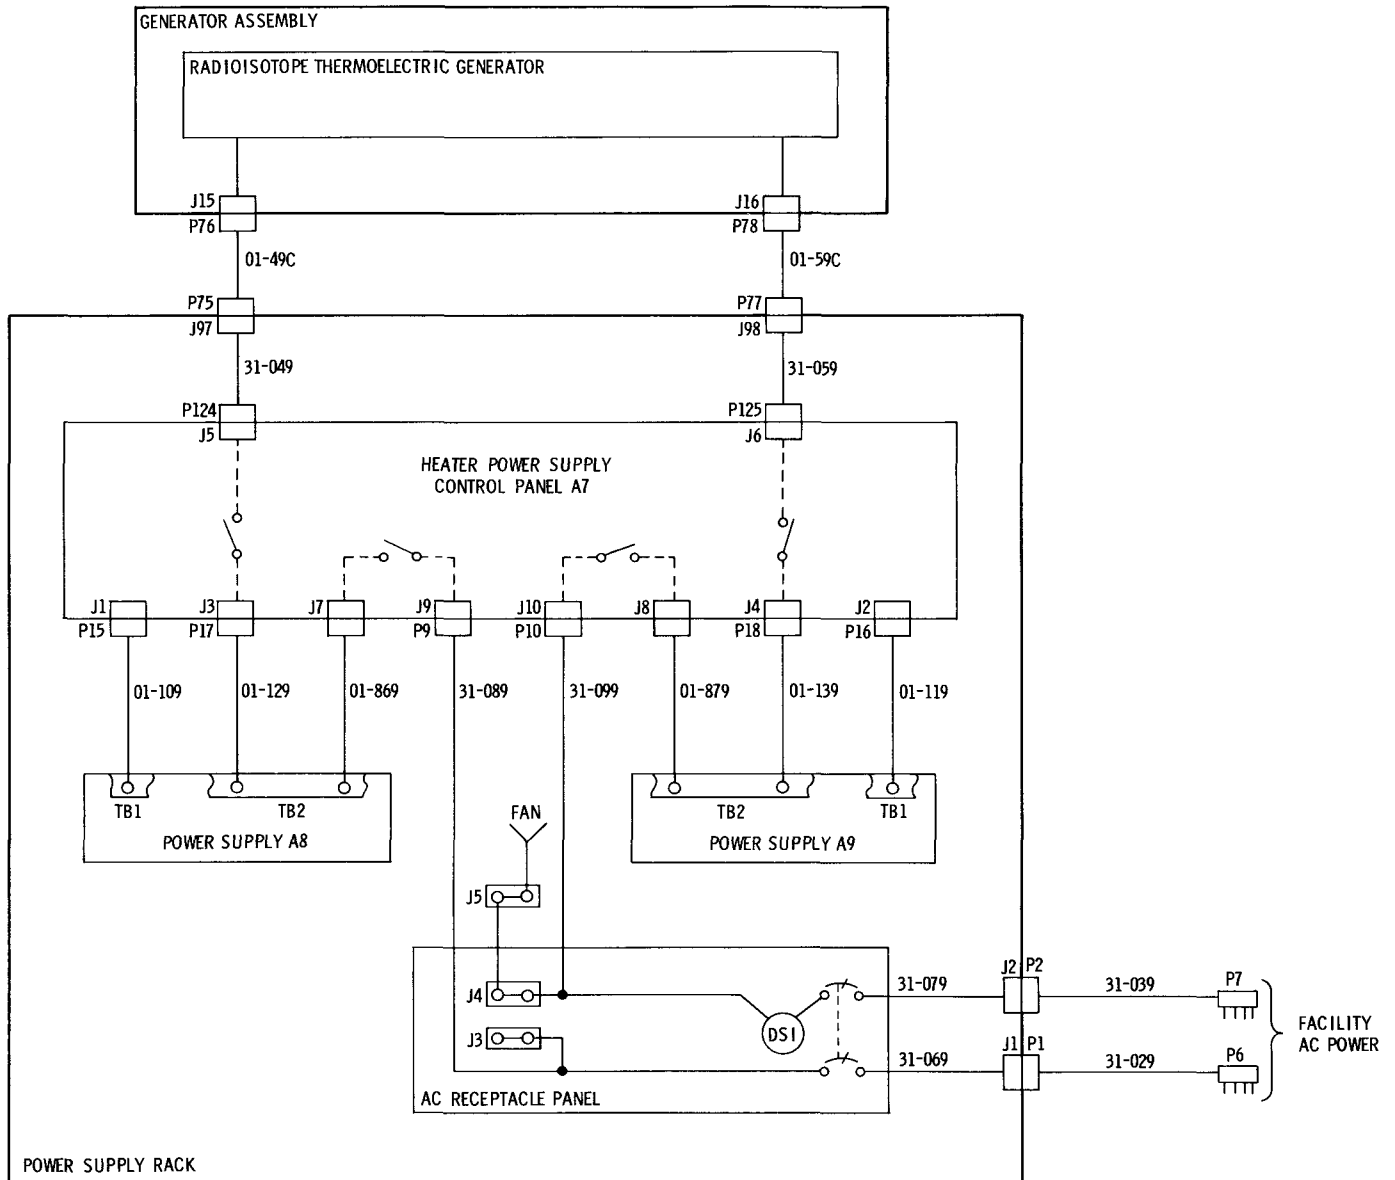 GENERATOR ASSEMBLY
RADIOISOTOPE THERMOELECTRIC GENERATOR
J15
J16
P76
P78
01-49C
01-59C
P75
P77
J97
J98
31-049
31-059
P124
P125
J5
J6
HEATER POWER SUPPLY
CONTROL PANEL A7
J1
J3
J7
J9
J10
J8
J4
J2
P15
P17
P9
P10
P18
P16
01-109
01-129
01-869
31-089
31-099
01-879
01-139
01-119
TB1
TB2
TB2
TB1
POWER SUPPLY A8
FAN
POWER SUPPLY A9
J5
J4
J3
DS1
31-079
J2
P2
31-039
P7
31-069
J1
P1
31-029
P6
FACILITY
AC POWER
AC RECEPTACLE PANEL
POWER SUPPLY RACK